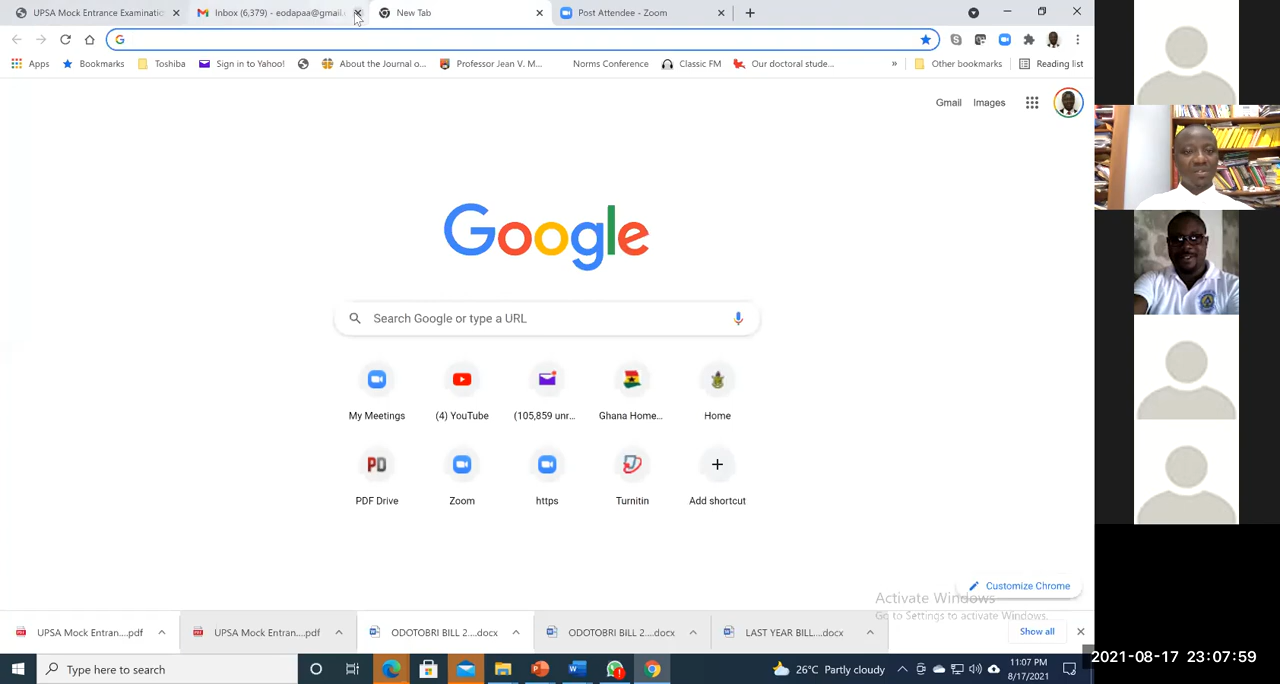 UPSA Mock Entrance Examinatio
Inbox (6,379) - eodapaa@gmail.
New Tab
Post Attendee - Zoom
Apps
Bookmarks
Toshiba
Sign in to Yahoo!
About the Journal o...
Professor Jean V. M...
Norms Conference
Classic FM
Our doctoral stude...
»
Other bookmarks
Reading list
Gmail
Images
Google
Search Google or type a URL
My Meetings
(4) YouTube
(105,859 unr...
Ghana Home...
Home
PDF Drive
Zoom
https
Turnitin
Add shortcut
Customize Chrome
Activate Windows
Go to Settings to activate Windows.
UPSA Mock Entran....pdf
UPSA Mock Entran....pdf
ODOTOBRI BILL 2....docx
ODOTOBRI BILL 2....docx
LAST YEAR BILL....docx
Show all
Type here to search
26°C Partly cloudy
11:07 PM
8/17/2021
2021-08-17 23:07:59